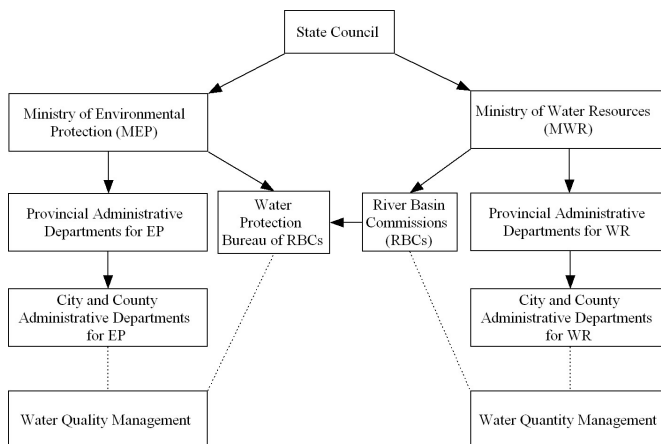 State Council
Ministry of Environmental
Protection (MEP)
Ministry of Water Resources
(MWR)
Provincial Administrative
Departments for EP
Water
Protection
Bureau of RBCs
River Basin
Commissions
(RBCs)
Provincial Administrative
Departments for WR
City and County
Administrative Departments
for EP
City and County
Administrative Departments
for WR
Water Quality Management
Water Quantity Management